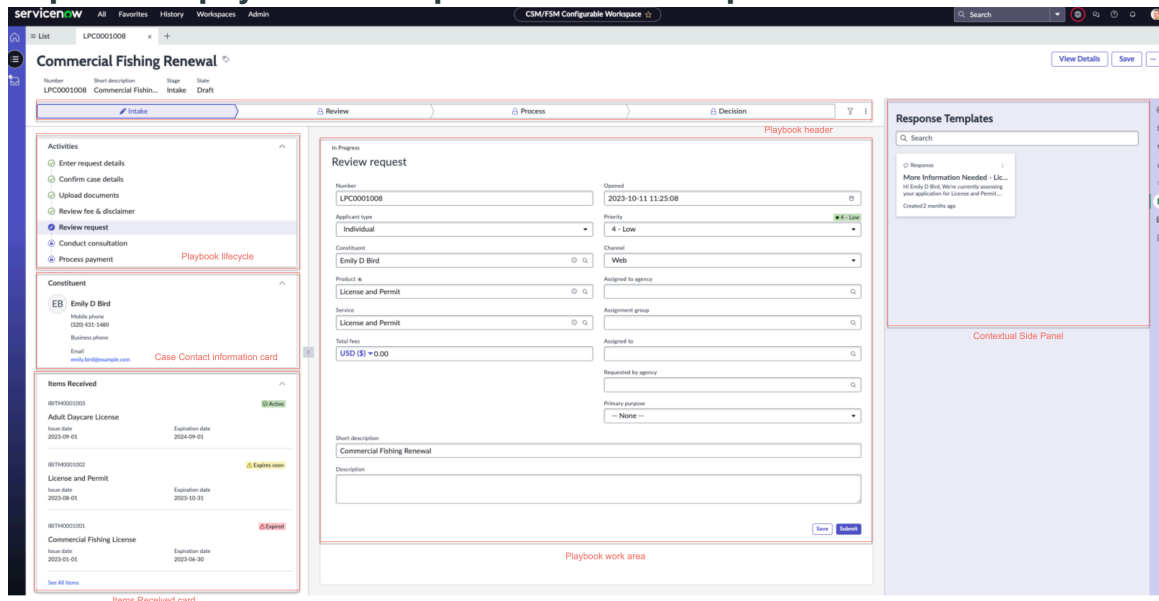 servicenow All Favorites History Workspaces Admin CSM/FSM Configurable Workspace Search
List LPC0001008 × +
Commercial Fishing Renewal View Details Save
Number Short description Stage State
LPC0001008 Commercial Fishin... Intake Draft
Intake Review Process Decision
Playbook header
Activities
Enter request details
Confirm case details
Upload documents
Review fee & disclaimer
Review request
Conduct consultation
Process payment
Playbook lifecycle
Constituent
EB Emily D Bird
Mobile phone
(320) 431-1480
Business phone
Email
emily.bird@example.com
Case Contact information card
Items Received
IBITM0001003 Active
Adult Daycare License
Issue date Expiration date
2023-09-01 2024-09-01
IBITM0001002 Expires soon
License and Permit
Issue date Expiration date
2023-08-01 2023-10-31
IBITM0001001 Expired
Commercial Fishing License
Issue date Expiration date
2023-01-01 2023-06-30
See All Items
Items Received card
In Progress
Review request
Number Opened
LPC0001008 2023-10-11 11:25:08
Applicant type Priority 4 - Low
Individual 4 - Low
Constituent Channel
Emily D Bird Web
Product * Assigned to agency
License and Permit
Service Assignment group
License and Permit
Total fees Assigned to
USD ($) 0.00
Requested by agency
Primary purpose
-- None --
Short description
Commercial Fishing Renewal
Description
Save Submit
Playbook work area
Response Templates
Search
Response
More Information Needed - Lic...
Hi Emily D Bird, We're currently assessing
your application for License and Permit....
Created 2 months ago
Contextual Side Panel